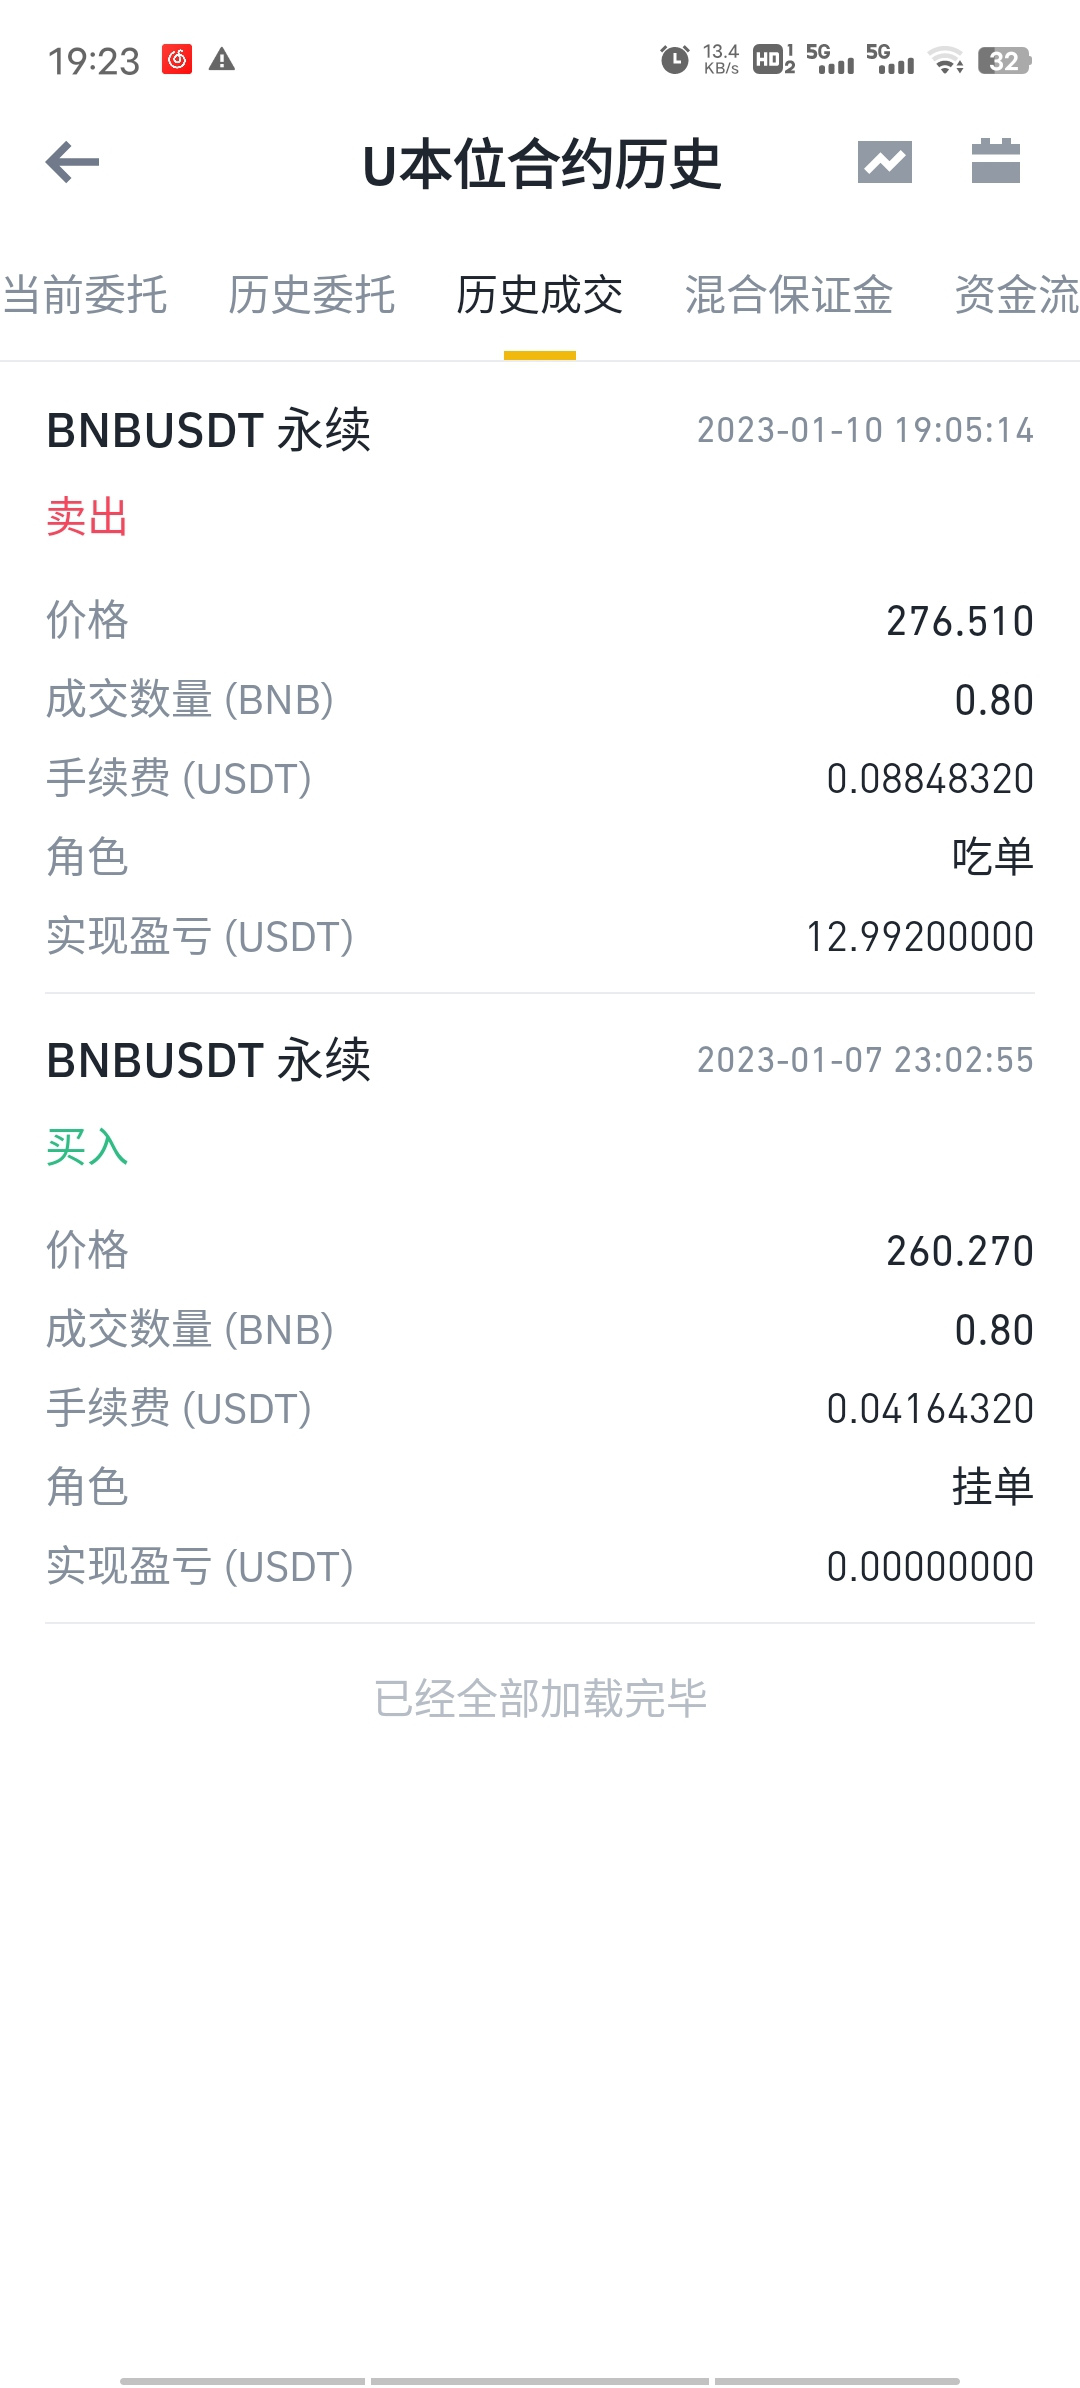 19:23 13.4 KB/s HD 1 2 5G 5G 32
U本位合约历史
当前委托 历史委托 历史成交 混合保证金 资金流
BNBUSDT 永续 2023-01-10 19:05:14
卖出
价格 276.510
成交数量 (BNB) 0.80
手续费 (USDT) 0.08848320
角色 吃单
实现盈亏 (USDT) 12.99200000
BNBUSDT 永续 2023-01-07 23:02:55
买入
价格 260.270
成交数量 (BNB) 0.80
手续费 (USDT) 0.04164320
角色 挂单
实现盈亏 (USDT) 0.00000000
已经全部加载完毕